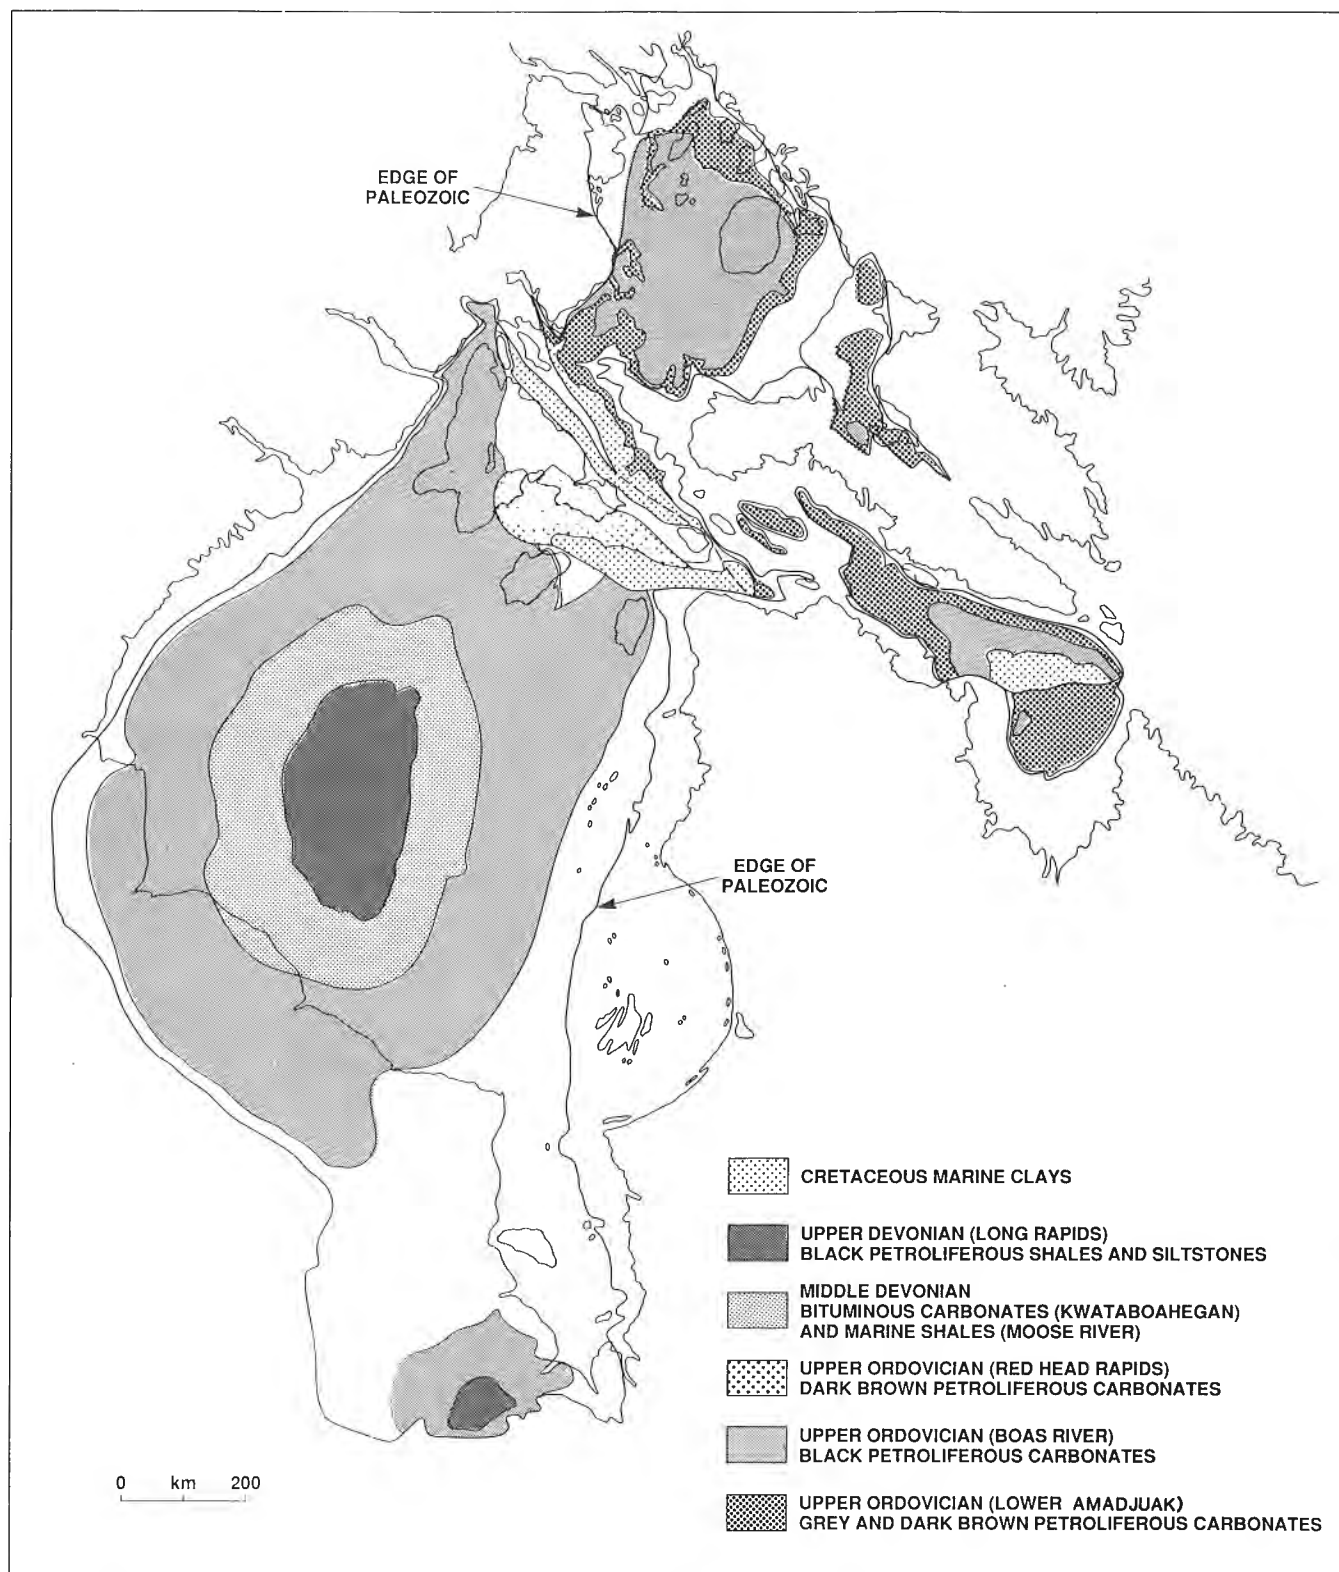 EDGE OF
PALEOZOIC
EDGE OF
PALEOZOIC
CRETACEOUS MARINE CLAYS
UPPER DEVONIAN (LONG RAPIDS)
BLACK PETROLIFEROUS SHALES AND SILTSTONES
MIDDLE DEVONIAN
BITUMINOUS CARBONATES (KWATABOAHEGAN)
AND MARINE SHALES (MOOSE RIVER)
UPPER ORDOVICIAN (RED HEAD RAPIDS)
DARK BROWN PETROLIFEROUS CARBONATES
UPPER ORDOVICIAN (BOAS RIVER)
BLACK PETROLIFEROUS CARBONATES
UPPER ORDOVICIAN (LOWER AMADJUAK)
GREY AND DARK BROWN PETROLIFEROUS CARBONATES
0 km 200